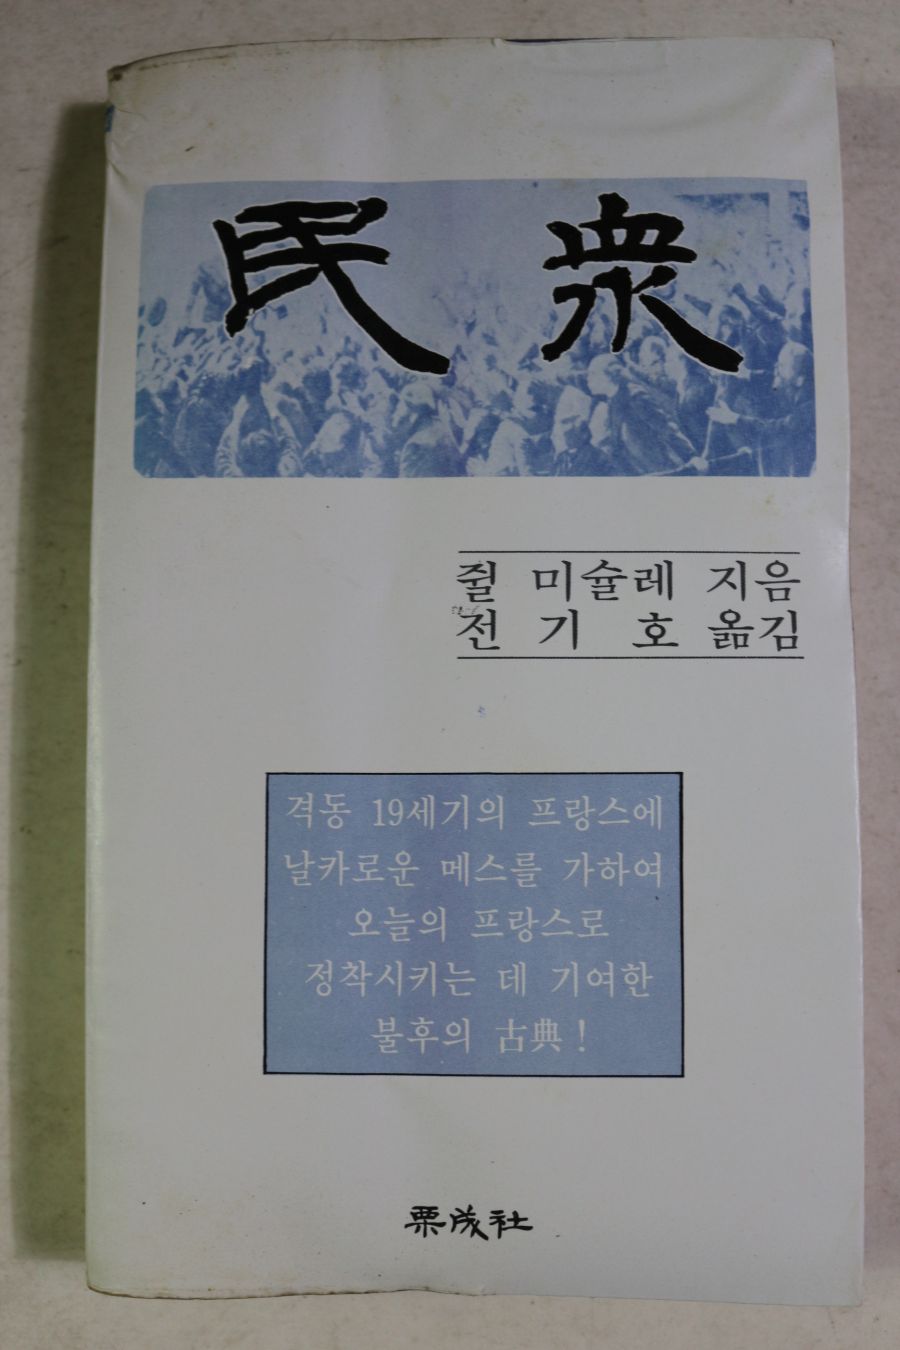 民 衆
쥘 미슐레 지음
전 기 호 옮김
격동 19세기의 프랑스에
날카로운 메스를 가하여
오늘의 프랑스로
정착시키는 데 기여한
불후의 古典!
栗成社